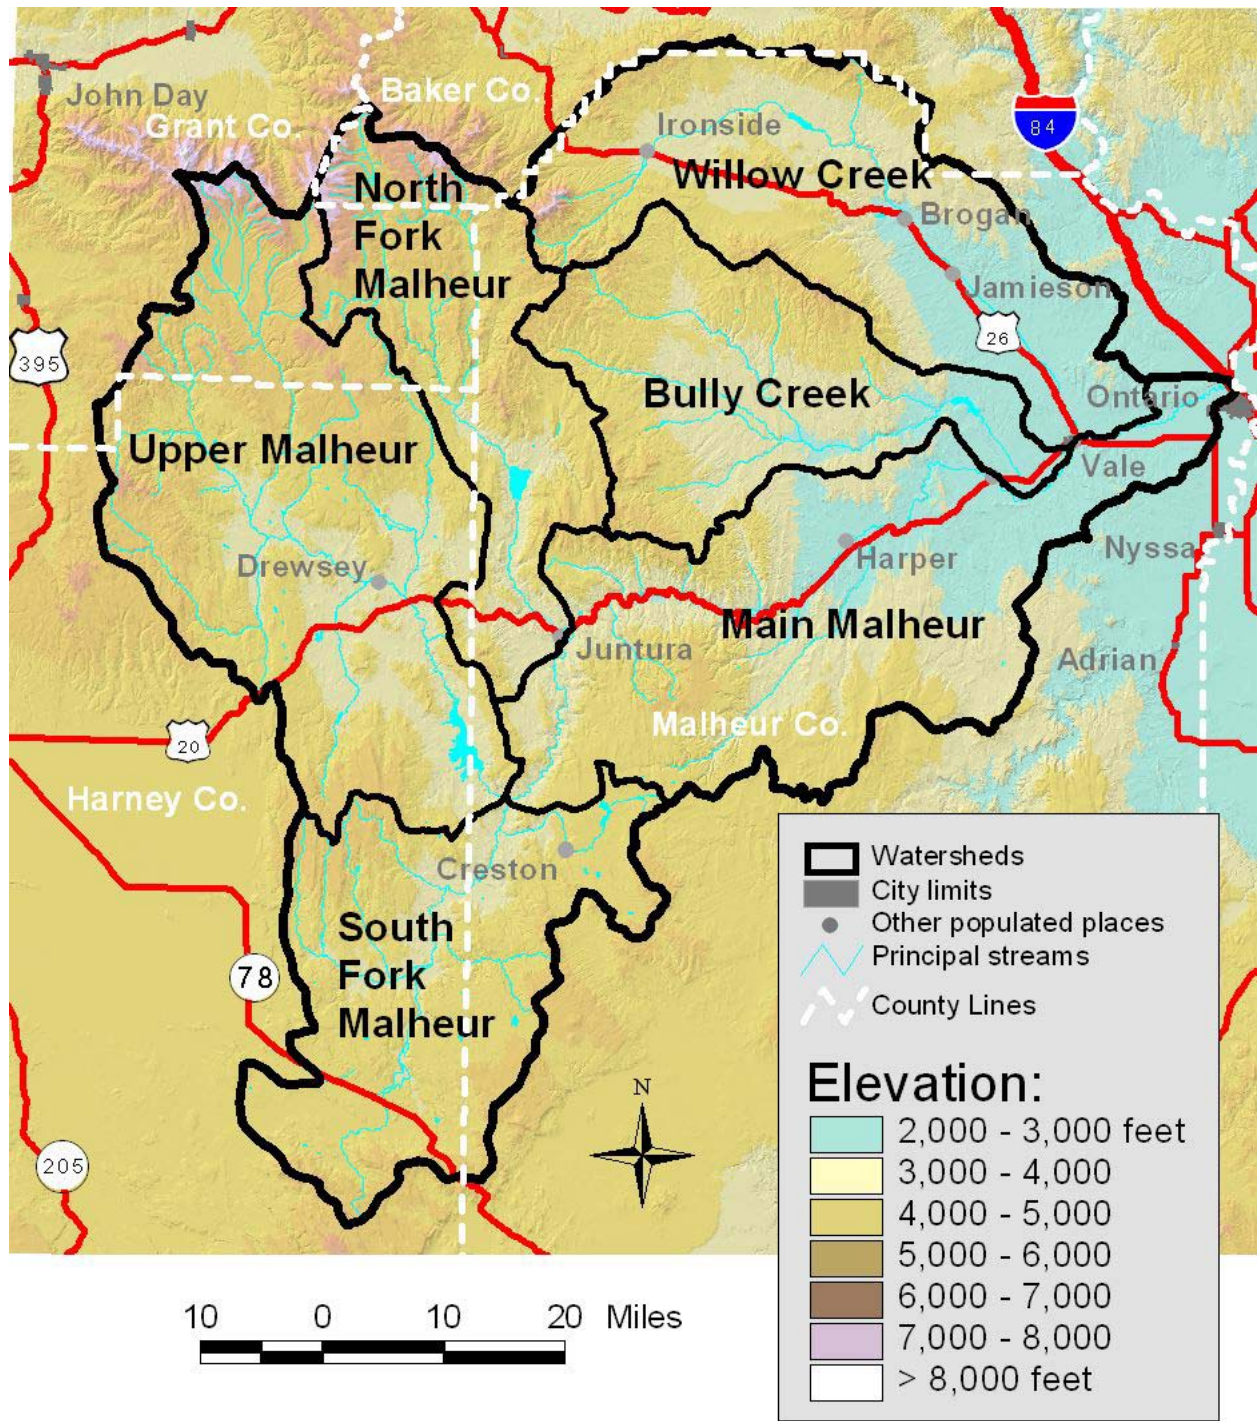 John Day
Grant Co.
Baker Co.
Ironside
84
North
Fork
Malheur
Willow Creek
Brogan
Jamieson
26
395
Bully Creek
Ontario
Upper Malheur
Vale
Drewsey
Harper
Nyssa
Juntura
Main Malheur
Adrian
Malheur Co.
20
Harney Co.
Creston
South
Fork
Malheur
78
205
N
Watersheds
City limits
Other populated places
Principal streams
County Lines
Elevation:
2,000 - 3,000 feet
3,000 - 4,000
4,000 - 5,000
5,000 - 6,000
6,000 - 7,000
7,000 - 8,000
> 8,000 feet
10 0 10 20 Miles